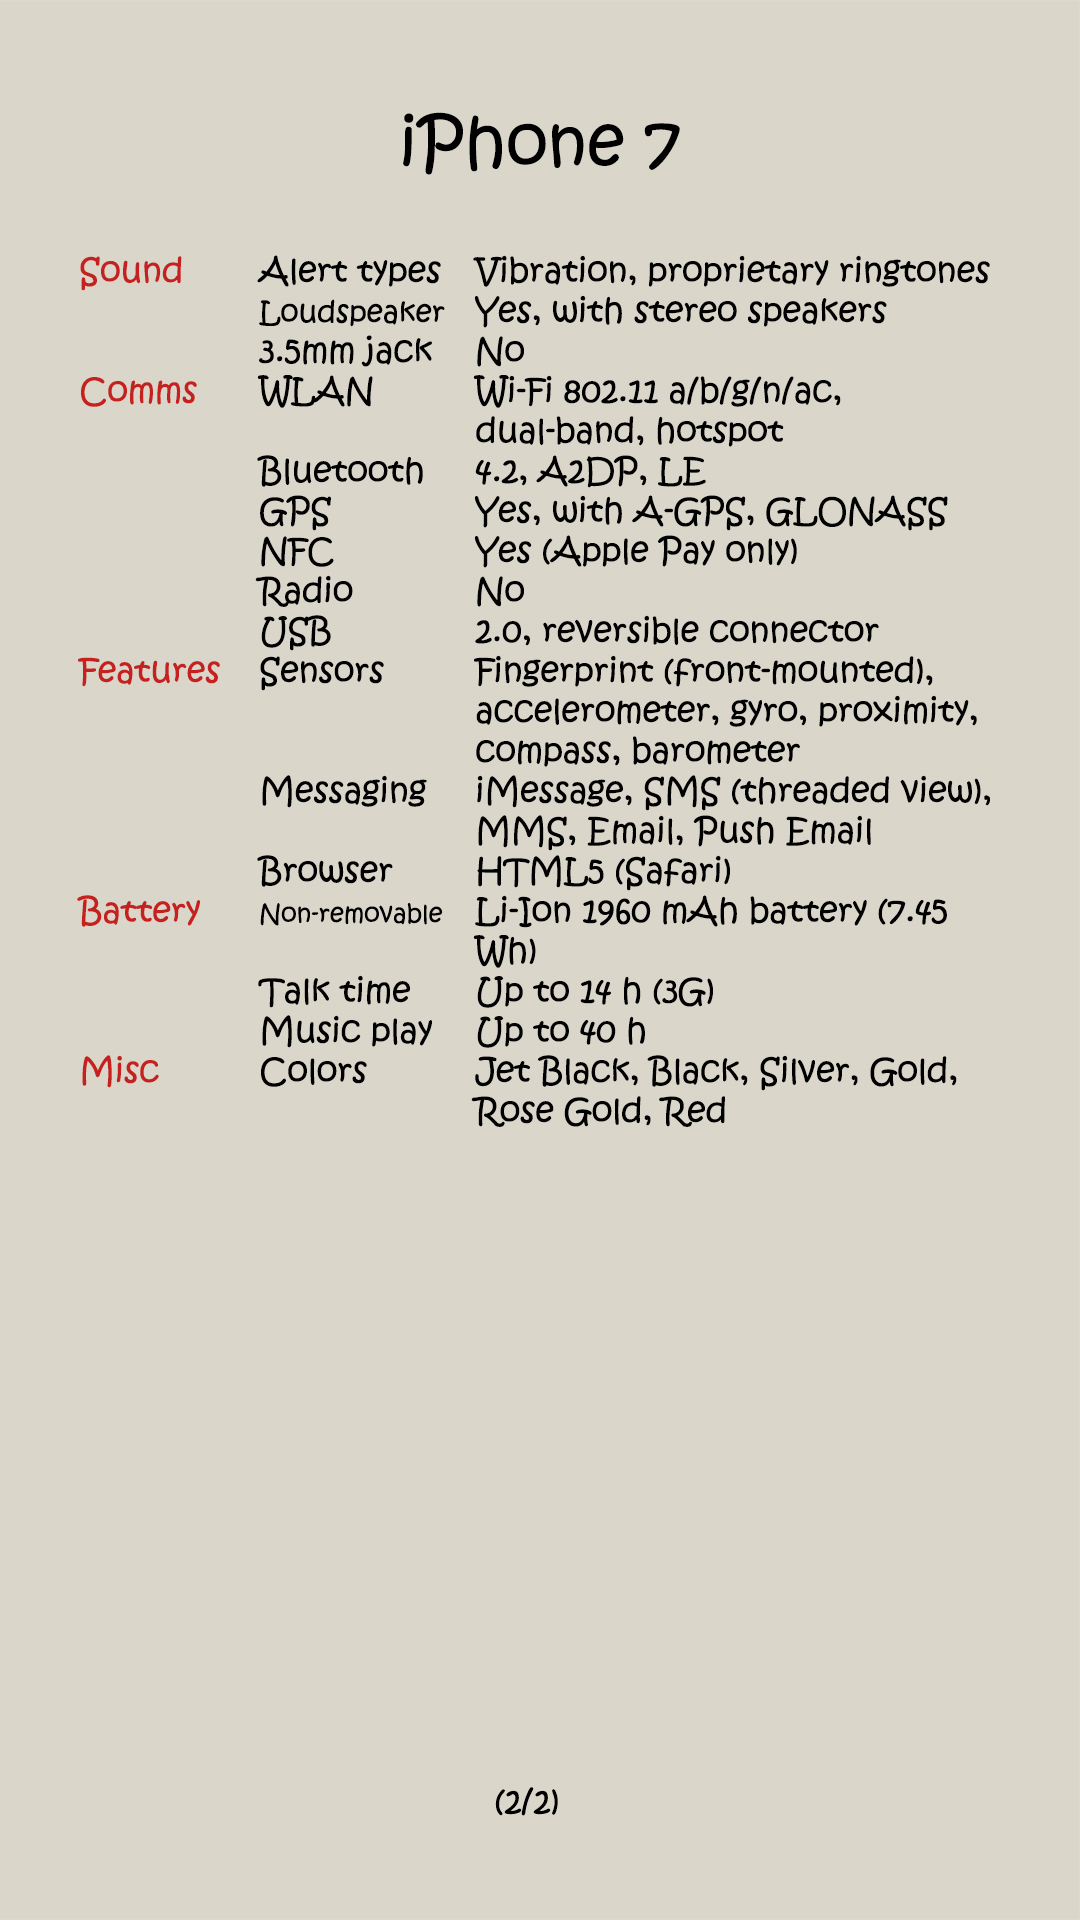 iPhone 7
Sound Alert types Vibration, proprietary ringtones
Loudspeaker Yes, with stereo speakers
3.5mm jack No
Comms WLAN Wi-Fi 802.11 a/b/g/n/ac,
dual-band, hotspot
Bluetooth 4.2, A2DP, LE
GPS Yes, with A-GPS, GLONASS
NFC Yes (Apple Pay only)
Radio No
USB 2.0, reversible connector
Features Sensors Fingerprint (front-mounted),
accelerometer, gyro, proximity,
compass, barometer
Messaging iMessage, SMS (threaded view),
MMS, Email, Push Email
Browser HTML5 (Safari)
Battery Non-removable Li-Ion 1960 mAh battery (7.45
Wh)
Talk time Up to 14 h (3G)
Music play Up to 40 h
Misc Colors Jet Black, Black, Silver, Gold,
Rose Gold, Red
(2/2)